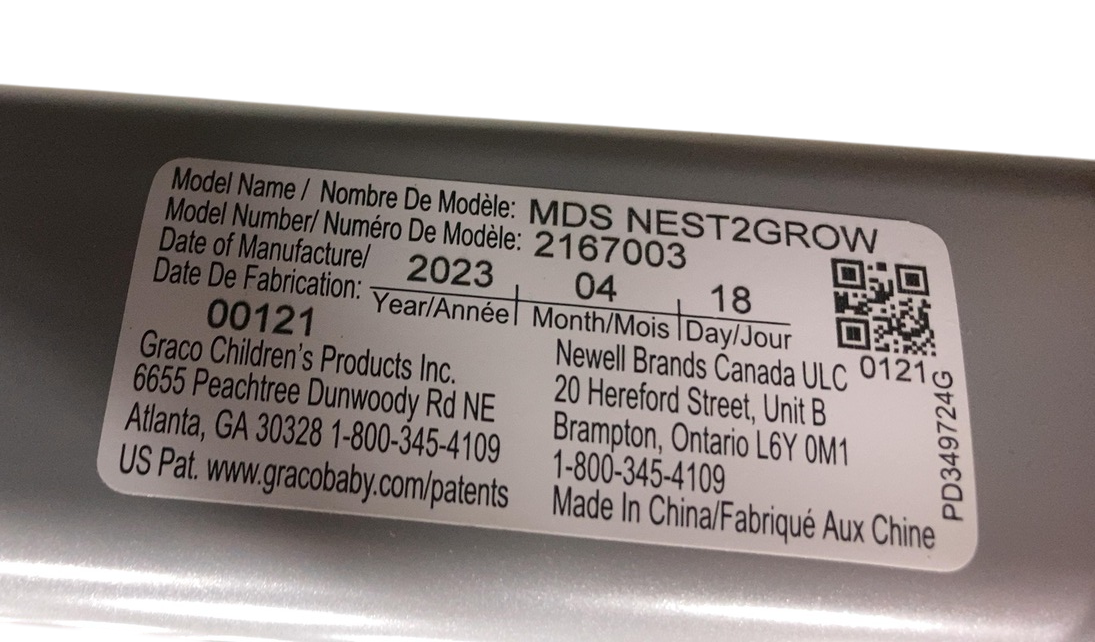 Model Name / Nombre De Modèle: MDS NEST2GROW
Model Number/ Numéro De Modèle: 2167003
Date of Manufacture/
Date De Fabrication: 2023 04 18
Year/Année Month/Mois Day/Jour
00121
Graco Children's Products Inc.
6655 Peachtree Dunwoody Rd NE
Atlanta, GA 30328 1-800-345-4109
US Pat. www.gracobaby.com/patents
Newell Brands Canada ULC
20 Hereford Street, Unit B
Brampton, Ontario L6Y 0M1
1-800-345-4109
Made In China/Fabriqué Aux Chine
0121
PD349724G